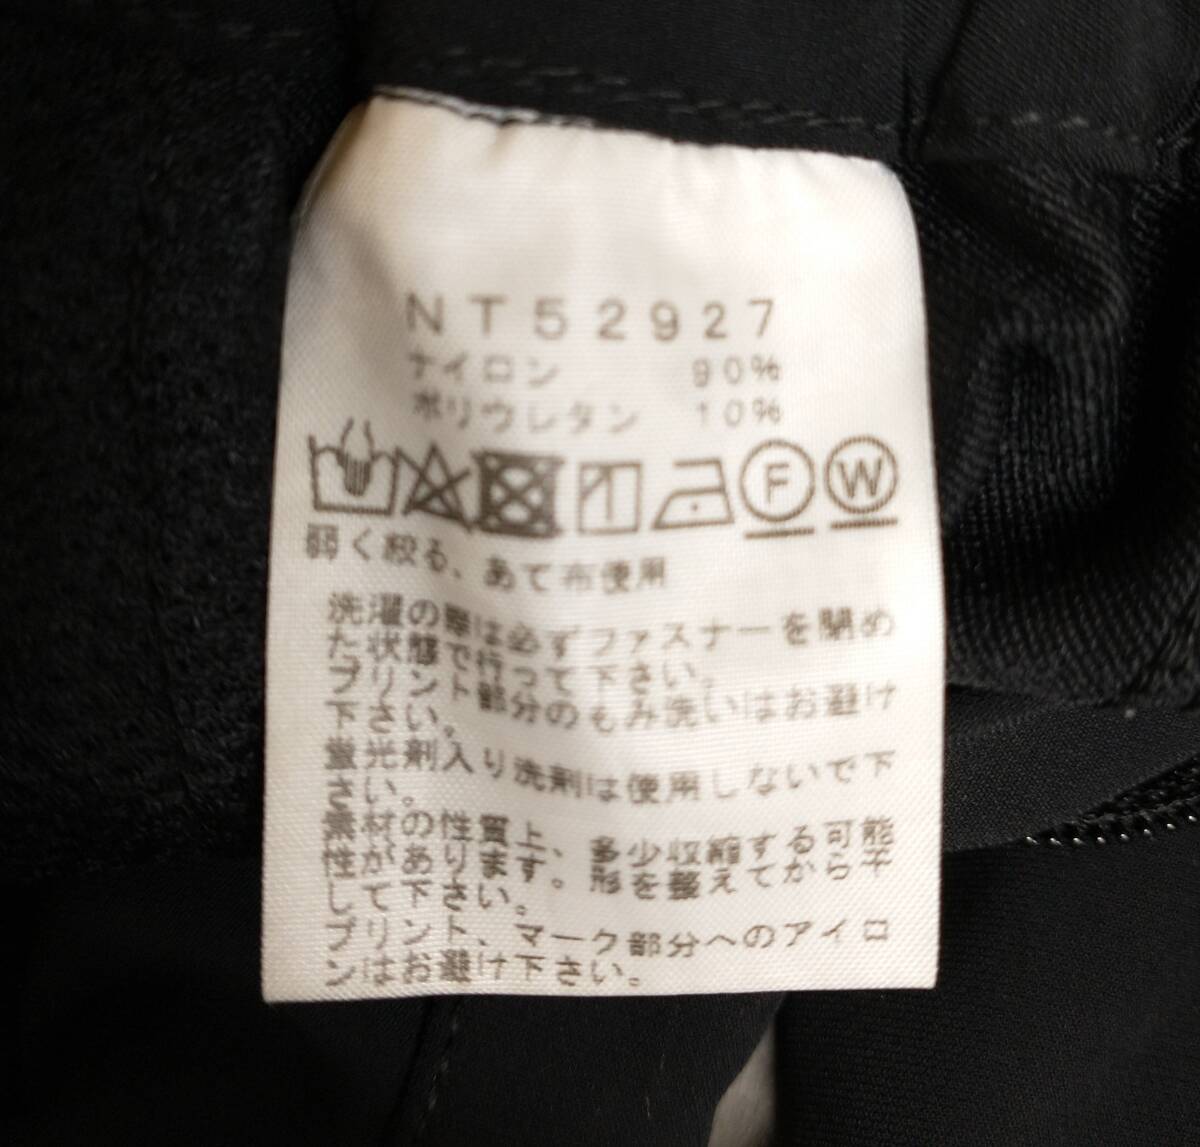 NT52927
ナイロン 90%
ポリウレタン 10%
F W
弱く絞る、あて布使用
洗濯の際は必ずファスナーを閉め
た状態で行って下さい。
プリント部分のもみ洗いはお避け
下さい。
蛍光剤入り洗剤は使用しないで下
さい。
素材の性質上、多少収縮する可能
性があります。形を整えてから干
して下さい。
プリント、マーク部分へのアイロ
ンはお避け下さい。